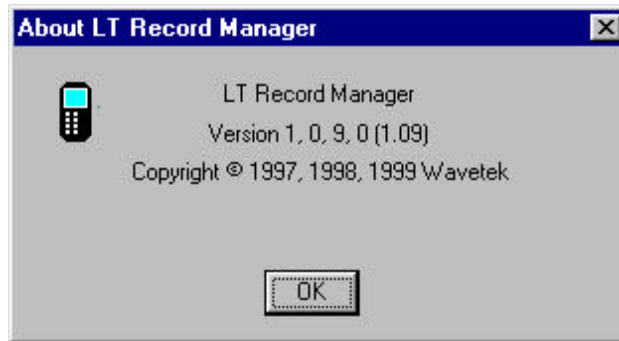 About LT Record Manager
LT Record Manager
Version 1, 0, 9, 0 (1.09)
Copyright © 1997, 1998, 1999 Wavetek
OK